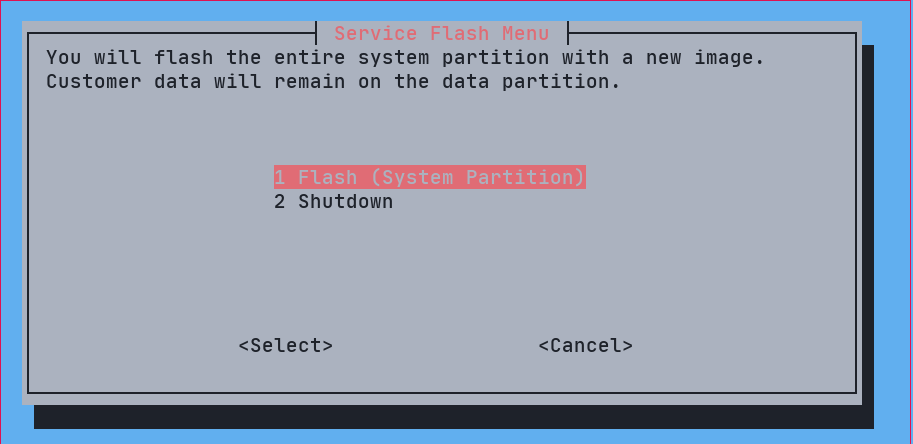 Service Flash Menu
You will flash the entire system partition with a new image.
Customer data will remain on the data partition.
1 Flash (System Partition)
2 Shutdown
<Select> <Cancel>